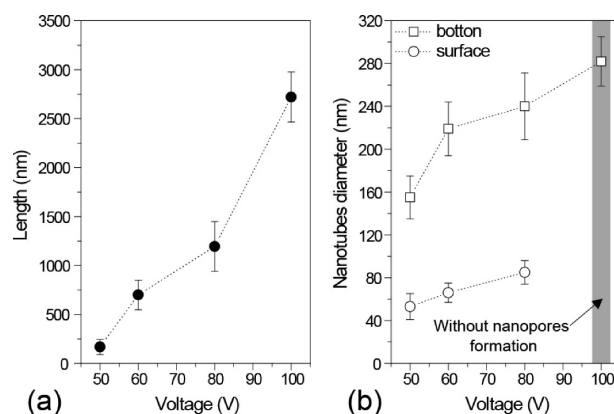 3500
3000
2500
2000
1500
1000
500
0
Length (nm)
50 60 70 80 90 100
Voltage (V)
(a)
botton
surface
320
280
240
200
160
120
80
40
0
Nanotubes diameter (nm)
Without nanopores
formation
50 60 70 80 90 100
Voltage (V)
(b)